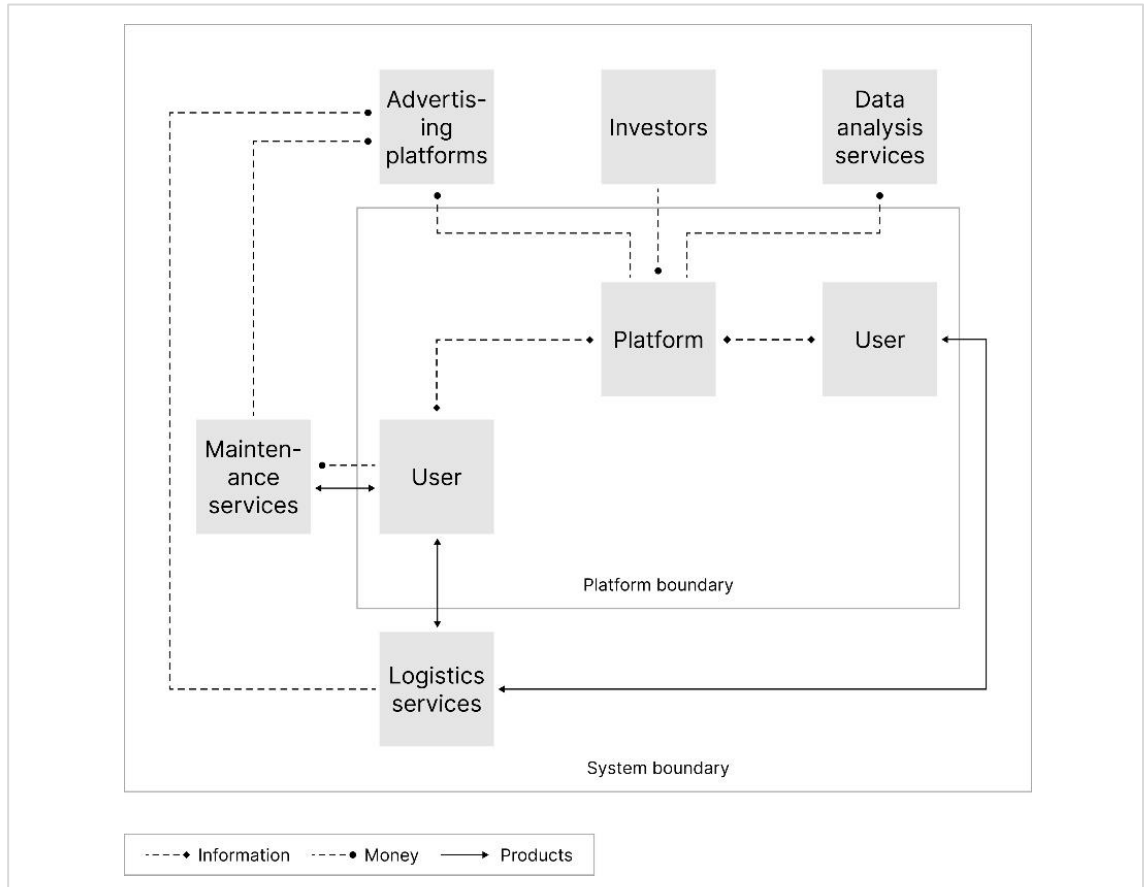 Advertis-
ing
platforms
Investors
Data
analysis
services
Platform
User
Mainten-
ance
services
User
Platform boundary
Logistics
services
System boundary
Information
Money
Products